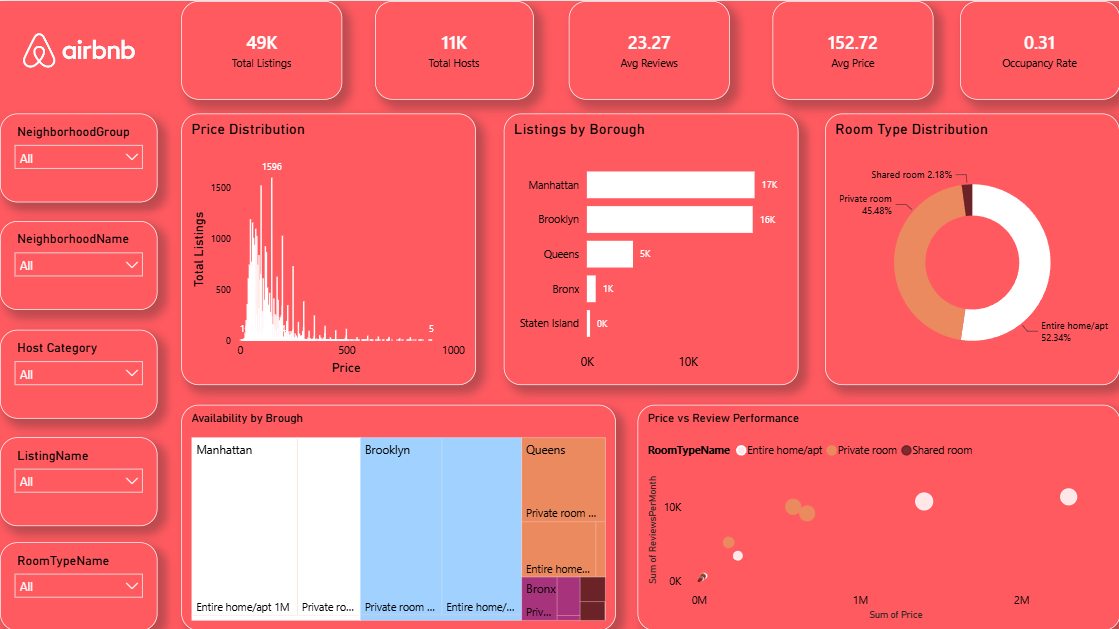 airbnb
49K
Total Listings
11K
Total Hosts
23.27
Avg Reviews
152.72
Avg Price
0.31
Occupancy Rate
NeighborhoodGroup
All
NeighborhoodName
All
Host Category
All
ListingName
All
RoomTypeName
All
Price Distribution
1596
1500
1000
500
0
5
0
500
1000
Total Listings
Price
Listings by Borough
Manhattan
17K
Brooklyn
16K
Queens
5K
Bronx
1K
Staten Island
0K
0K
10K
Room Type Distribution
Shared room 2.18%
Private room
45.48%
Entire home/apt
52.34%
Availability by Brough
Manhattan
Entire home/apt 1M
Private ro...
Brooklyn
Private room ...
Entire home/...
Queens
Private room ...
Entire home...
Bronx
Priv...
Price vs Review Performance
RoomTypeName
Entire home/apt
Private room
Shared room
Sum of ReviewsPerMonth
10K
0K
0M
1M
2M
Sum of Price